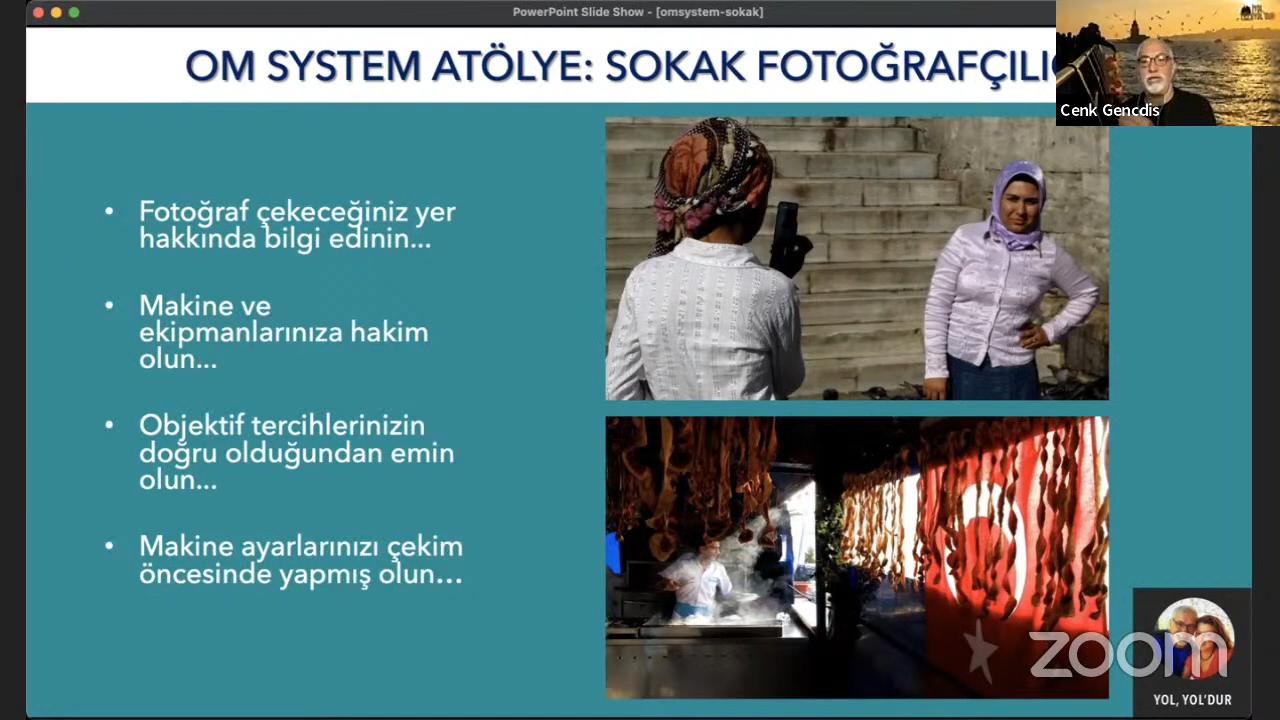 PowerPoint Slide Show - [omsystem-sokak]
OM SYSTEM ATÖLYE: SOKAK FOTOĞRAFÇILI
Cenk Gencdis
• Fotoğraf çekeceğiniz yer
hakkında bilgi edinin...
• Makine ve
ekipmanlarınıza hakim
olun...
• Objektif tercihlerinizin
doğru olduğundan emin
olun...
• Makine ayarlarınızı çekim
öncesinde yapmış olun...
zoom
YOL, YOL'DUR